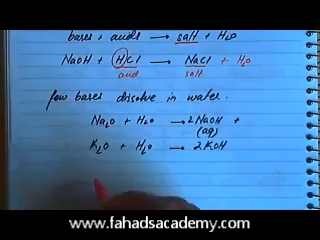 bases + acids → salt + H₂O
NaOH + HCl → NaCl + H₂O
acid salt
few bases dissolve in water.
Na₂O + H₂O → 2NaOH +
(aq)
K₂O + H₂O → 2KOH
www.fahadsacademy.com